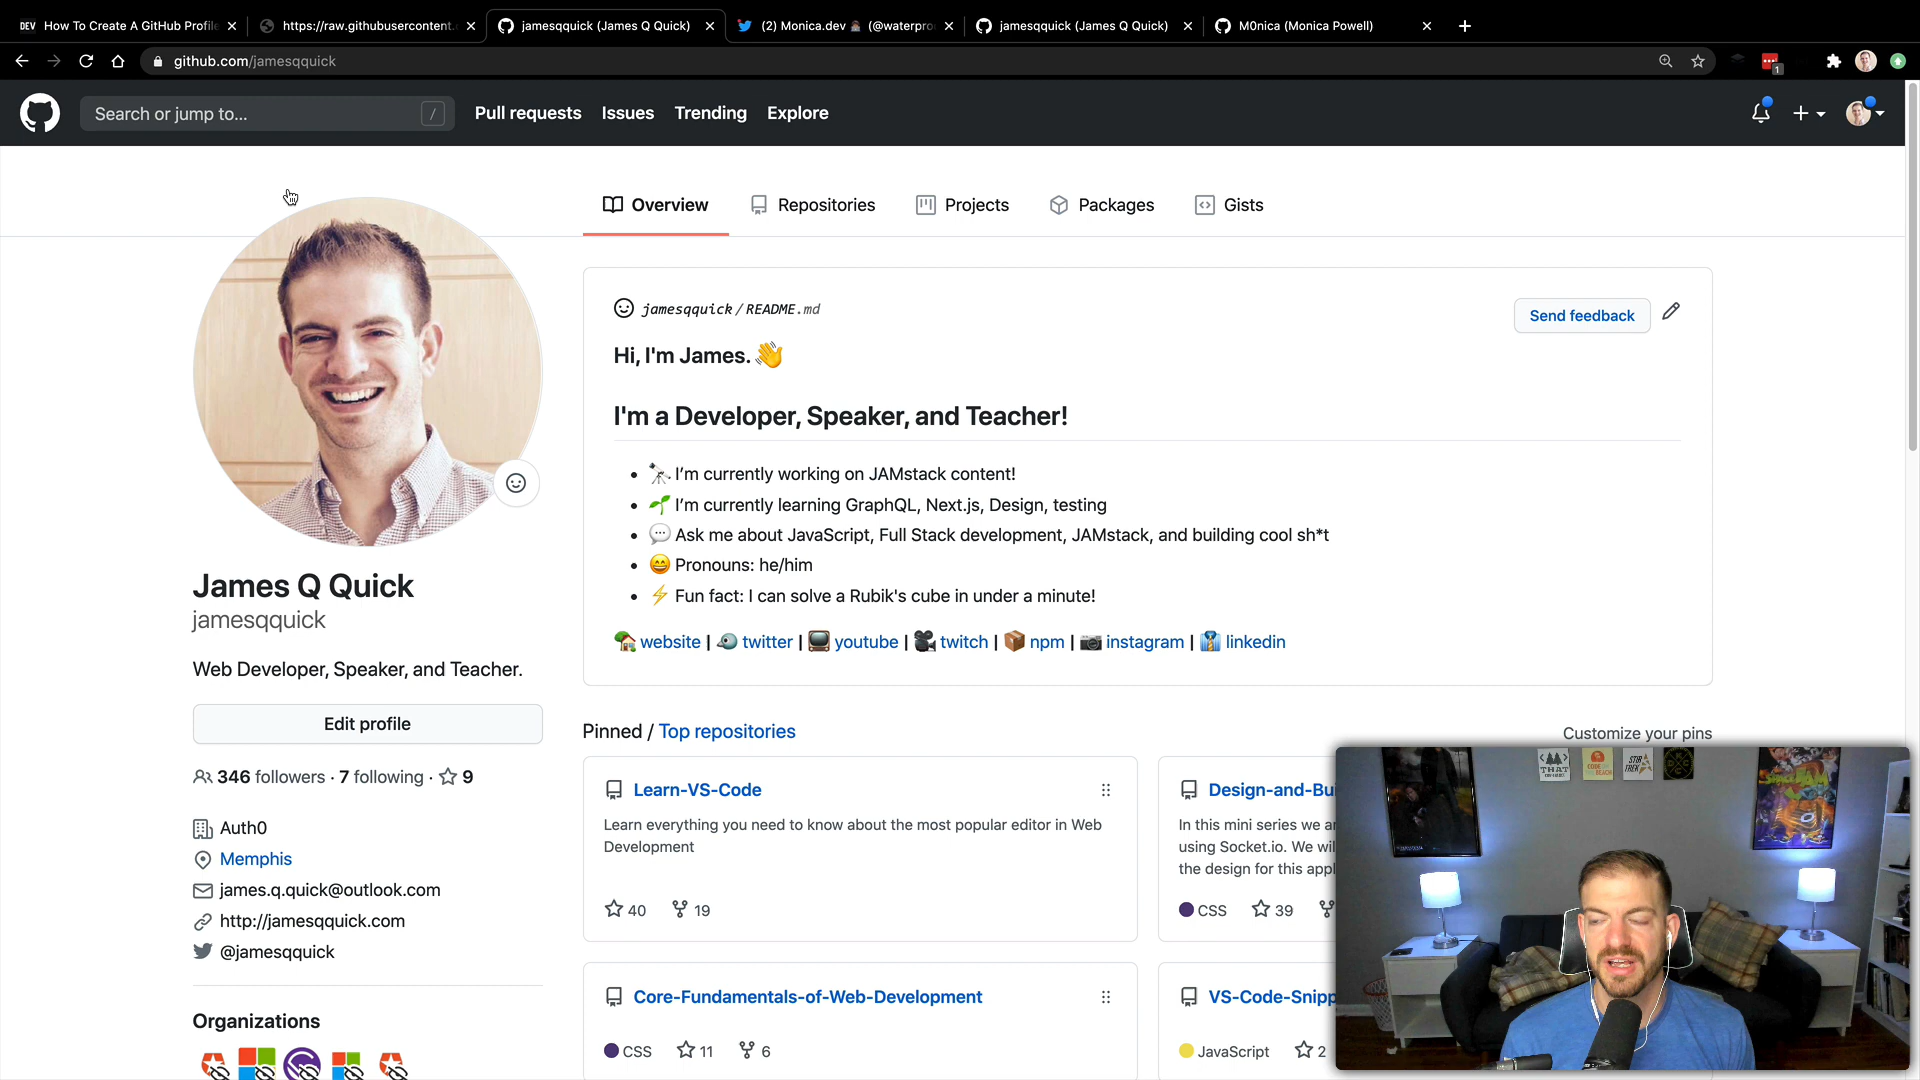 DEV How To Create A GitHub Profile
https://raw.githubusercontent.
jamesqquick (James Q Quick)
(2) Monica.dev (@waterpro
jamesqquick (James Q Quick)
M0nica (Monica Powell)
github.com/jamesqquick
1
Search or jump to... /
Pull requests Issues Trending Explore
Overview Repositories Projects Packages Gists
jamesqquick / README.md
Send feedback
Hi, I'm James. 👋
I'm a Developer, Speaker, and Teacher!
🔭 I’m currently working on JAMstack content!
🌱 I’m currently learning GraphQL, Next.js, Design, testing
💬 Ask me about JavaScript, Full Stack development, JAMstack, and building cool sh*t
😄 Pronouns: he/him
⚡ Fun fact: I can solve a Rubik's cube in under a minute!
🏡 website | 🐦 twitter | 📺 youtube | 🎥 twitch | 📦 npm | 📷 instagram | 👔 linkedin
James Q Quick
jamesqquick
Web Developer, Speaker, and Teacher.
Edit profile
346 followers · 7 following · 9
Auth0
Memphis
james.q.quick@outlook.com
http://jamesqquick.com
@jamesqquick
Organizations
Pinned / Top repositories
Customize your pins
Learn-VS-Code
Learn everything you need to know about the most popular editor in Web
Development
40 19
Design-and-Bui
In this mini series we ar
using Socket.io. We wil
the design for this appl
CSS 39
Core-Fundamentals-of-Web-Development
CSS 11 6
VS-Code-Snipp
JavaScript 2
THAT
STIR
TREK